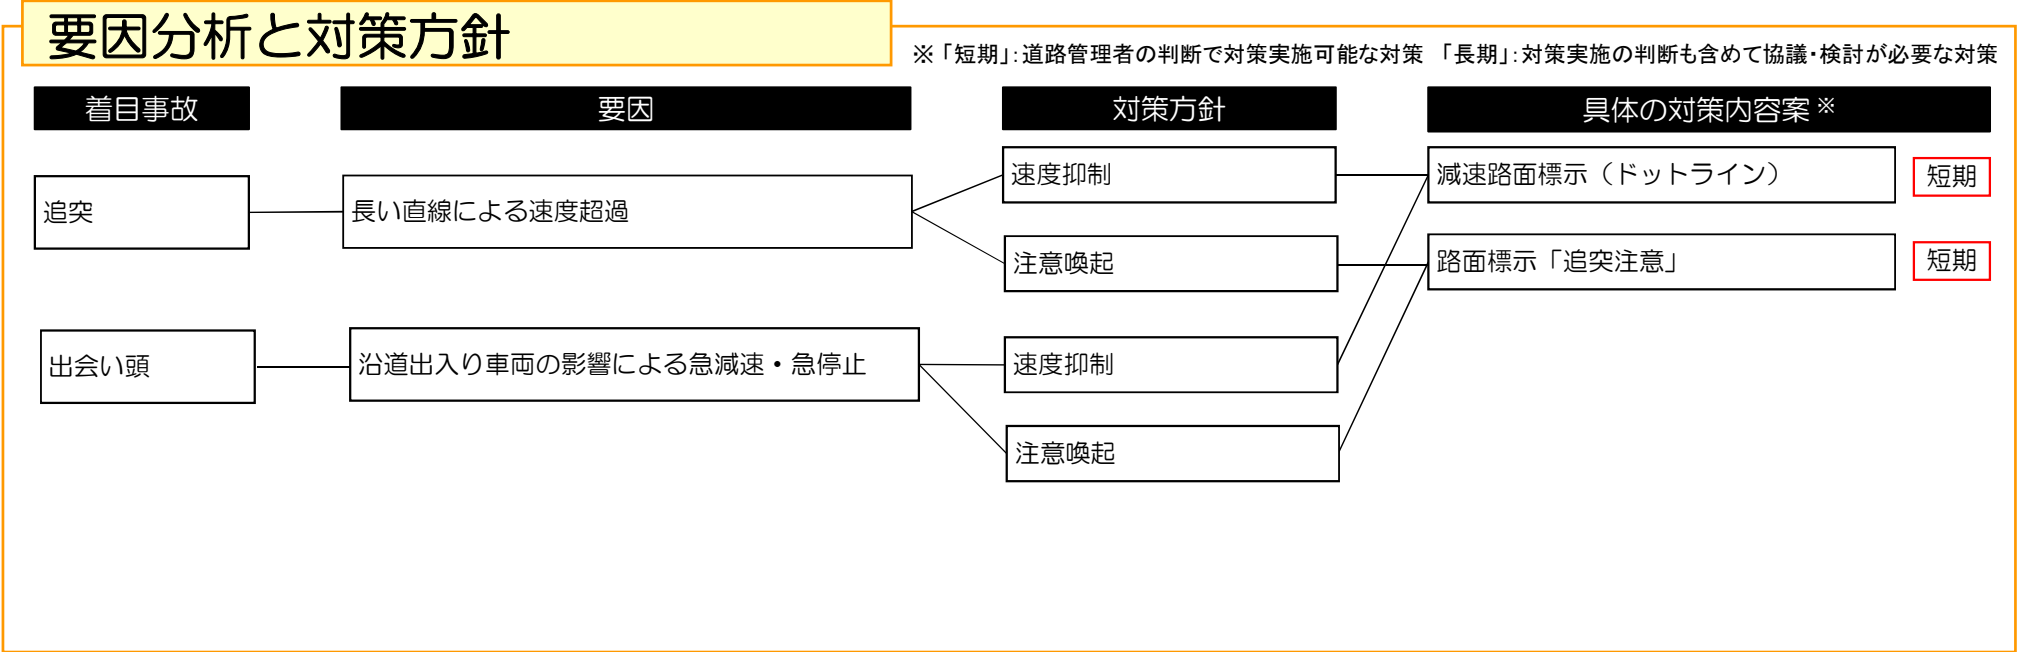 要因分析と対策方針
※「短期」：道路管理者の判断で対策実施可能な対策 「長期」：対策実施の判断も含めて協議・検討が必要な対策
着目事故 要因 対策方針 具体の対策内容案※
追突 長い直線による速度超過 速度抑制 減速路面標示（ドットライン） 短期
注意喚起 路面標示「追突注意」 短期
出会い頭 沿道出入り車両の影響による急減速・急停止 速度抑制
注意喚起